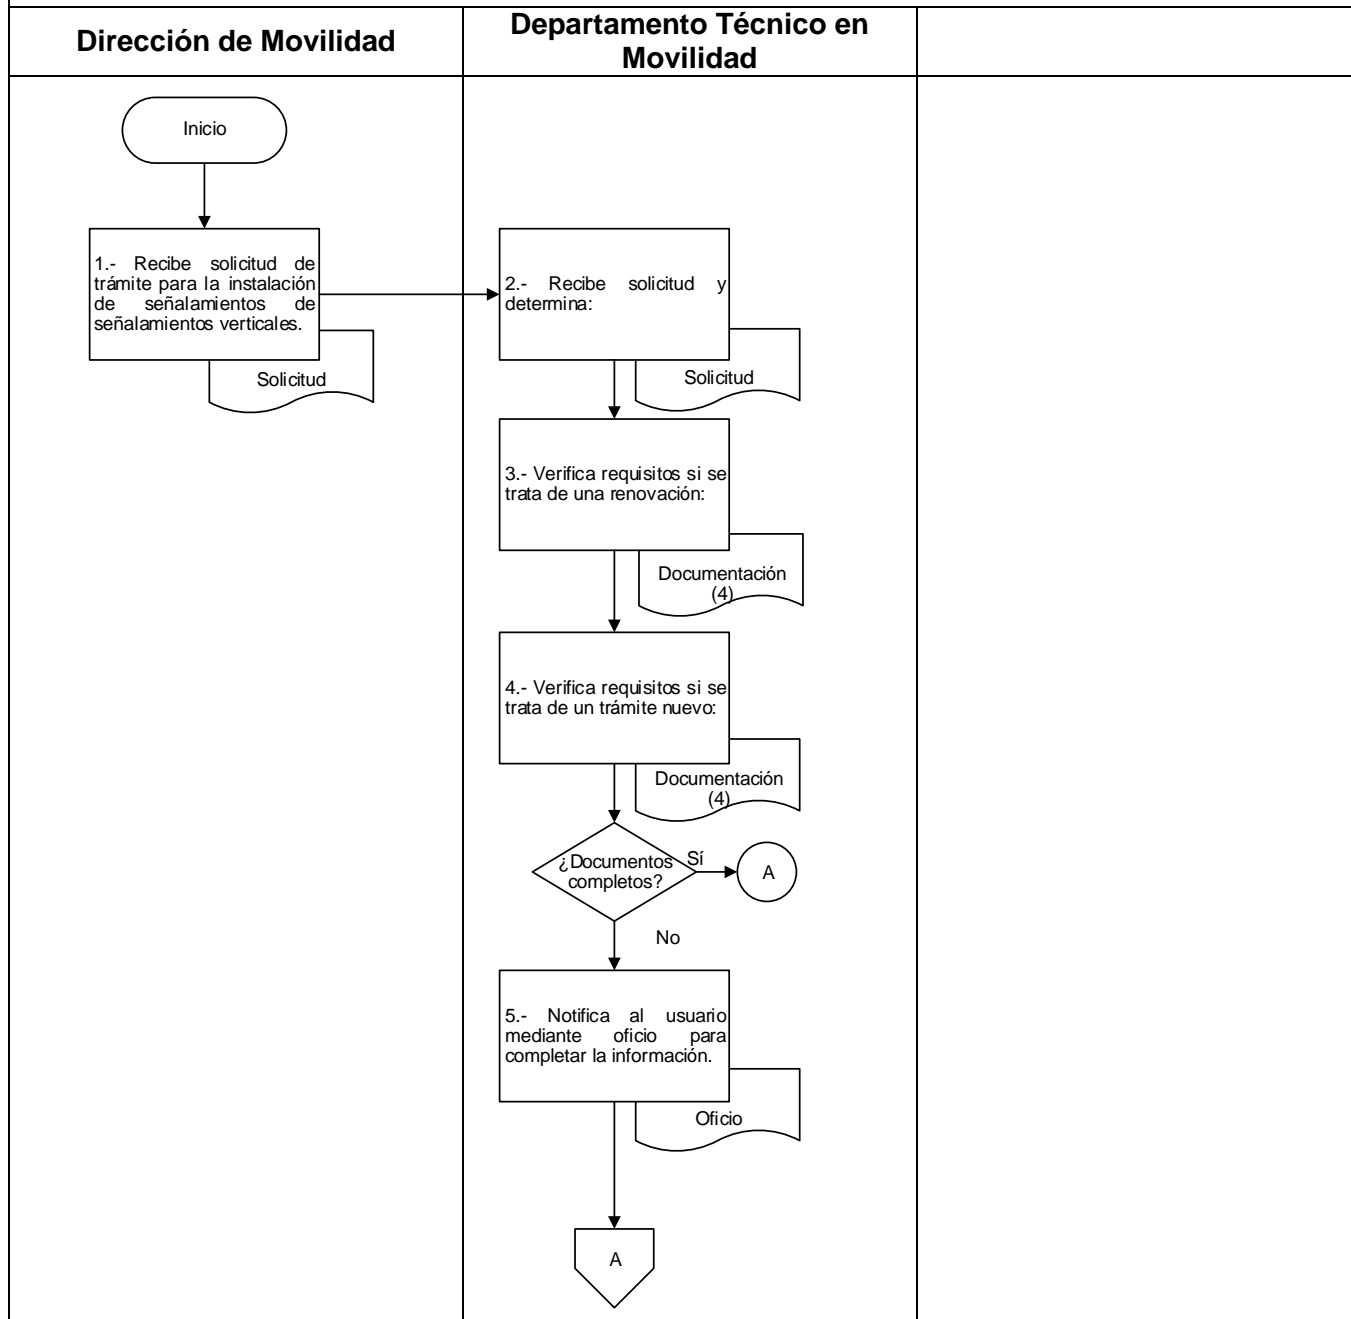 Dirección de Movilidad
Departamento Técnico en
Movilidad
Inicio
1.- Recibe solicitud de
trámite para la instalación
de señalamientos de
señalamientos verticales.
Solicitud
2.- Recibe solicitud y
determina:
Solicitud
3.- Verifica requisitos si se
trata de una renovación:
Documentación
(4)
4.- Verifica requisitos si se
trata de un trámite nuevo:
Documentación
(4)
¿Documentos
completos?
Sí
A
No
5.- Notifica al usuario
mediante oficio para
completar la información.
Oficio
A